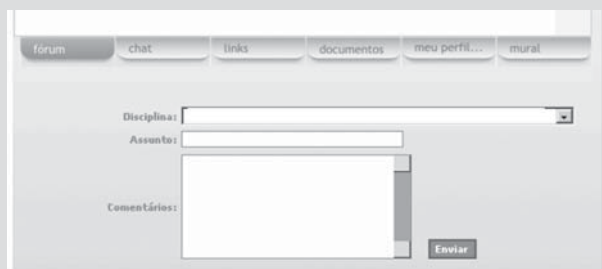 fórum chat links documentos meu perfil... mural
Disciplina:
Assunto:
Comentários:
Enviar